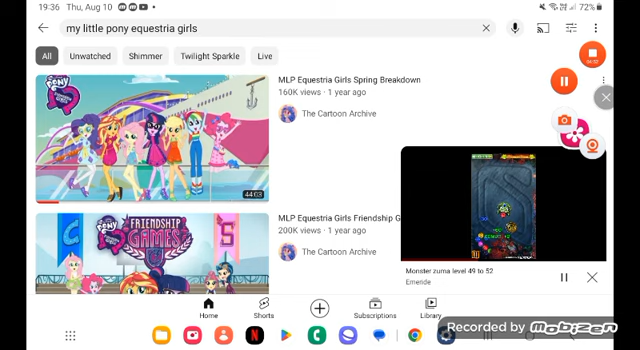 19:36 Thu, Aug 10
72%
my little pony equestria girls
All
Unwatched
Shimmer
Twilight Sparkle
Live
MLP Equestria Girls Spring Breakdown
160K views · 1 year ago
The Cartoon Archive
44:03
MLP Equestria Girls Friendship G
200K views · 1 year ago
The Cartoon Archive
FRIENDSHIP
GAMES
Monster zuma level 49 to 52
Emende
Home
Shorts
Subscriptions
Library
Recorded by Mobizen